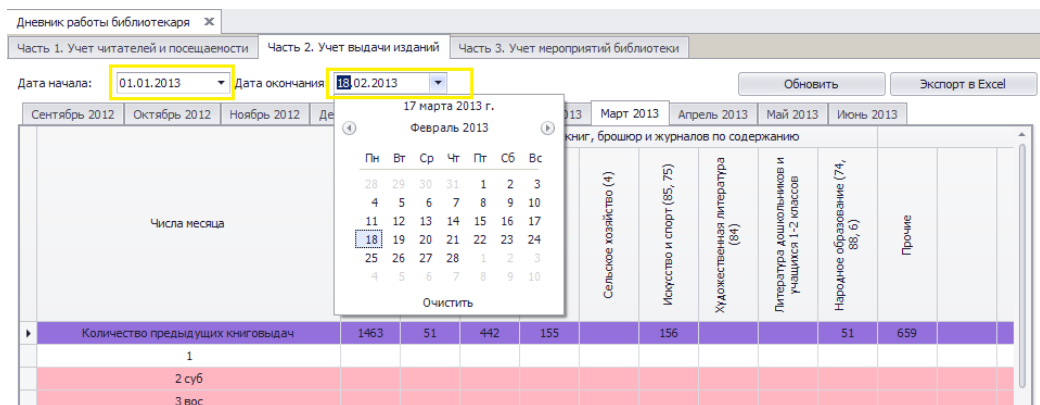 Дневник работы библиотекаря ×
Часть 1. Учет читателей и посещаемости Часть 2. Учет выдачи изданий Часть 3. Учет мероприятий библиотеки
Дата начала: 01.01.2013 Дата окончания 18.02.2013 Обновить Экспорт в Excel
Сентябрь 2012 Октябрь 2012 Ноябрь 2012 Де 013 Март 2013 Апрель 2013 Май 2013 Июнь 2013
17 марта 2013 г.
Февраль 2013
Пн Вт Ср Чт Пт Сб Вс
28 29 30 31 1 2 3
4 5 6 7 8 9 10
11 12 13 14 15 16 17
18 19 20 21 22 23 24
25 26 27 28 1 2 3
4 5 6 7 8 9 10
Очистить
книг, брошюр и журналов по содержанию
Числа месяца
Сельское хозяйство (4)
Искусство и спорт (85, 75)
Художественная литература
(84)
Литература дошкольников и
учащихся 1-2 классов
Народное образование (74,
88, 6)
Прочие
Количество предыдущих книговыдач 1463 51 442 155 156 51 659
1
2 суб
3 вос